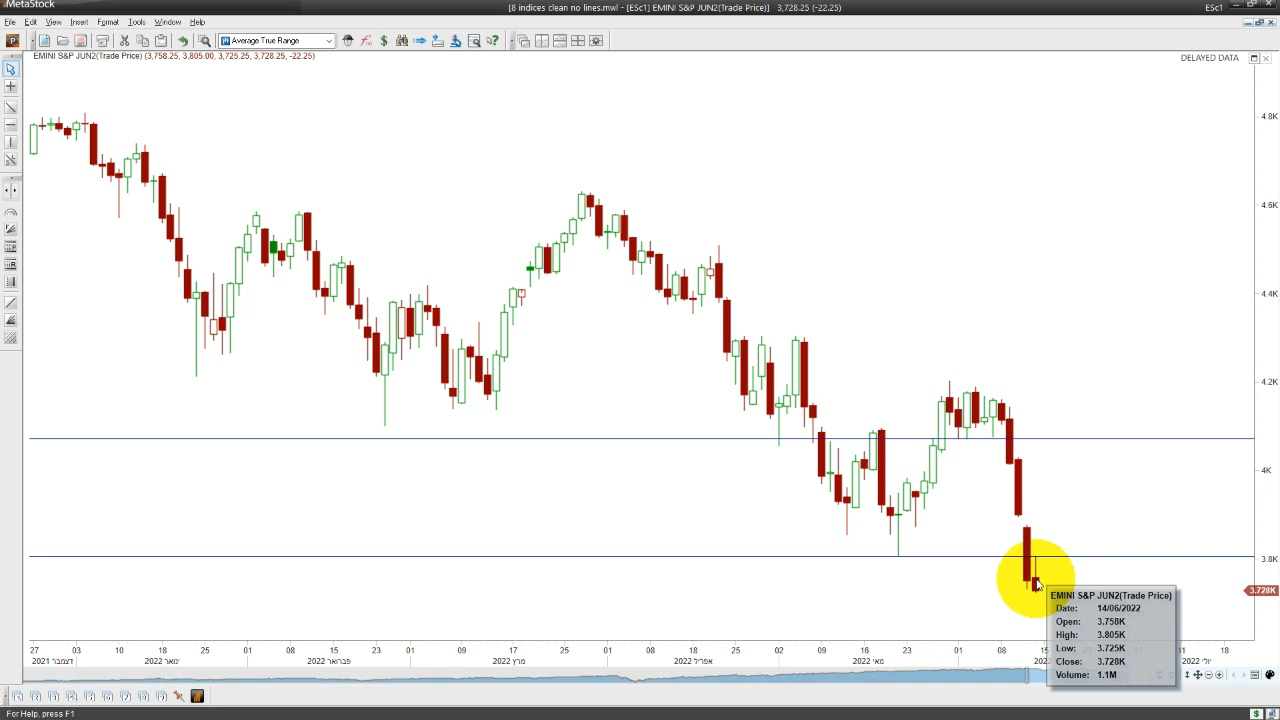 MetaStock
[8 indices clean no lines.mwl - [ESc1] EMINI S&P JUN2(Trade Price)] 3,728.25 (-22.25)
ESc1
File Edit View Insert Format Tools Window Help
Average True Range
EMINI S&P JUN2(Trade Price) (3,758.25, 3,805.00, 3,725.25, 3,728.25, -22.25)
DELAYED DATA
4.8K
4.6K
4.4K
4.2K
4K
3.8K
3.728K
EMINI S&P JUN2(Trade Price)
Date: 14/06/2022
Open: 3.758K
High: 3.805K
Low: 3.725K
Close: 3.728K
Volume: 1.1M
27 03 10 18 24 01 08 15 23 01 09 15 25 01 08 18 25 02 09 16 23 01 08 15 11 18
דצמבר 2021 ינואר 2022 פברואר 2022 מרץ 2022 אפריל 2022 מאי 2022 2022 יולי 2022
For Help, press F1